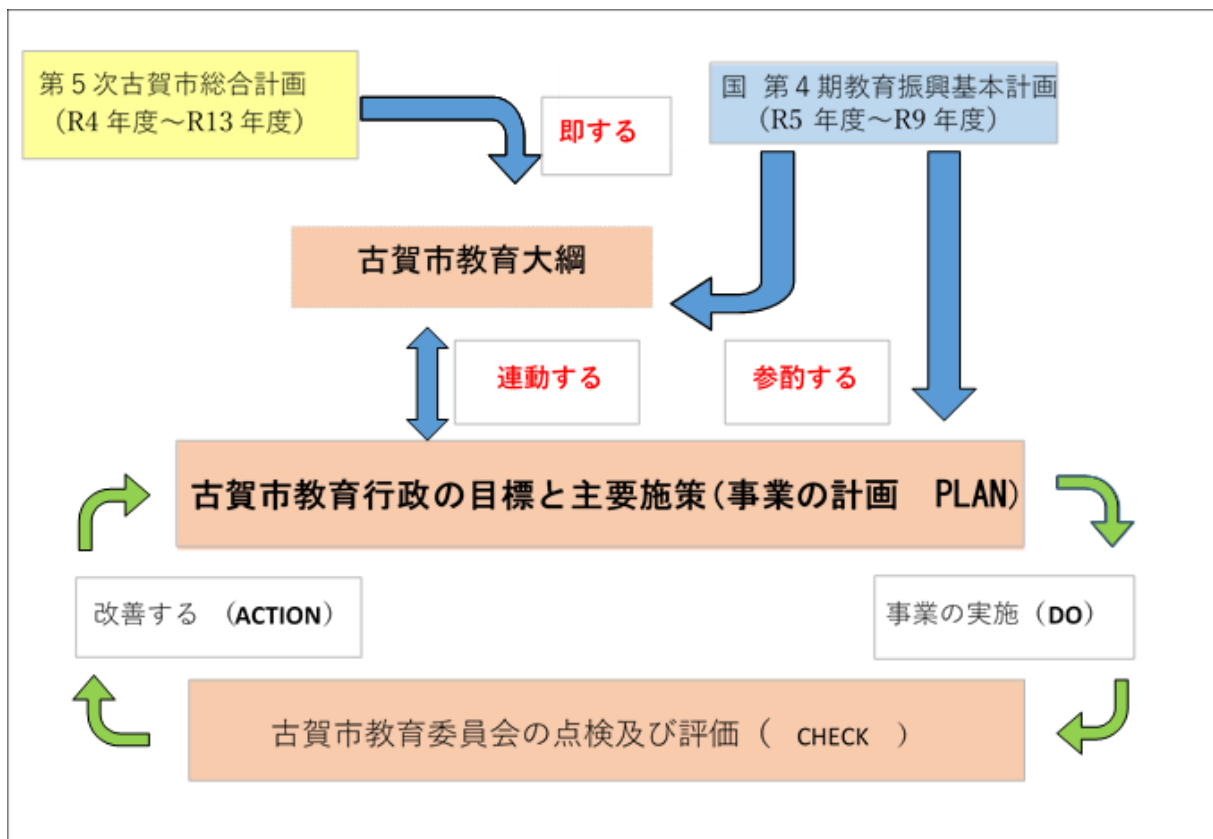 第５次古賀市総合計画
（R4 年度～R13 年度）
国　第４期教育振興基本計画
（R5 年度～R9 年度）
即する
古賀市教育大綱
連動する
参酌する
古賀市教育行政の目標と主要施策(事業の計画　PLAN)
改善する （ACTION）
事業の実施（DO）
古賀市教育委員会の点検及び評価（ CHECK ）